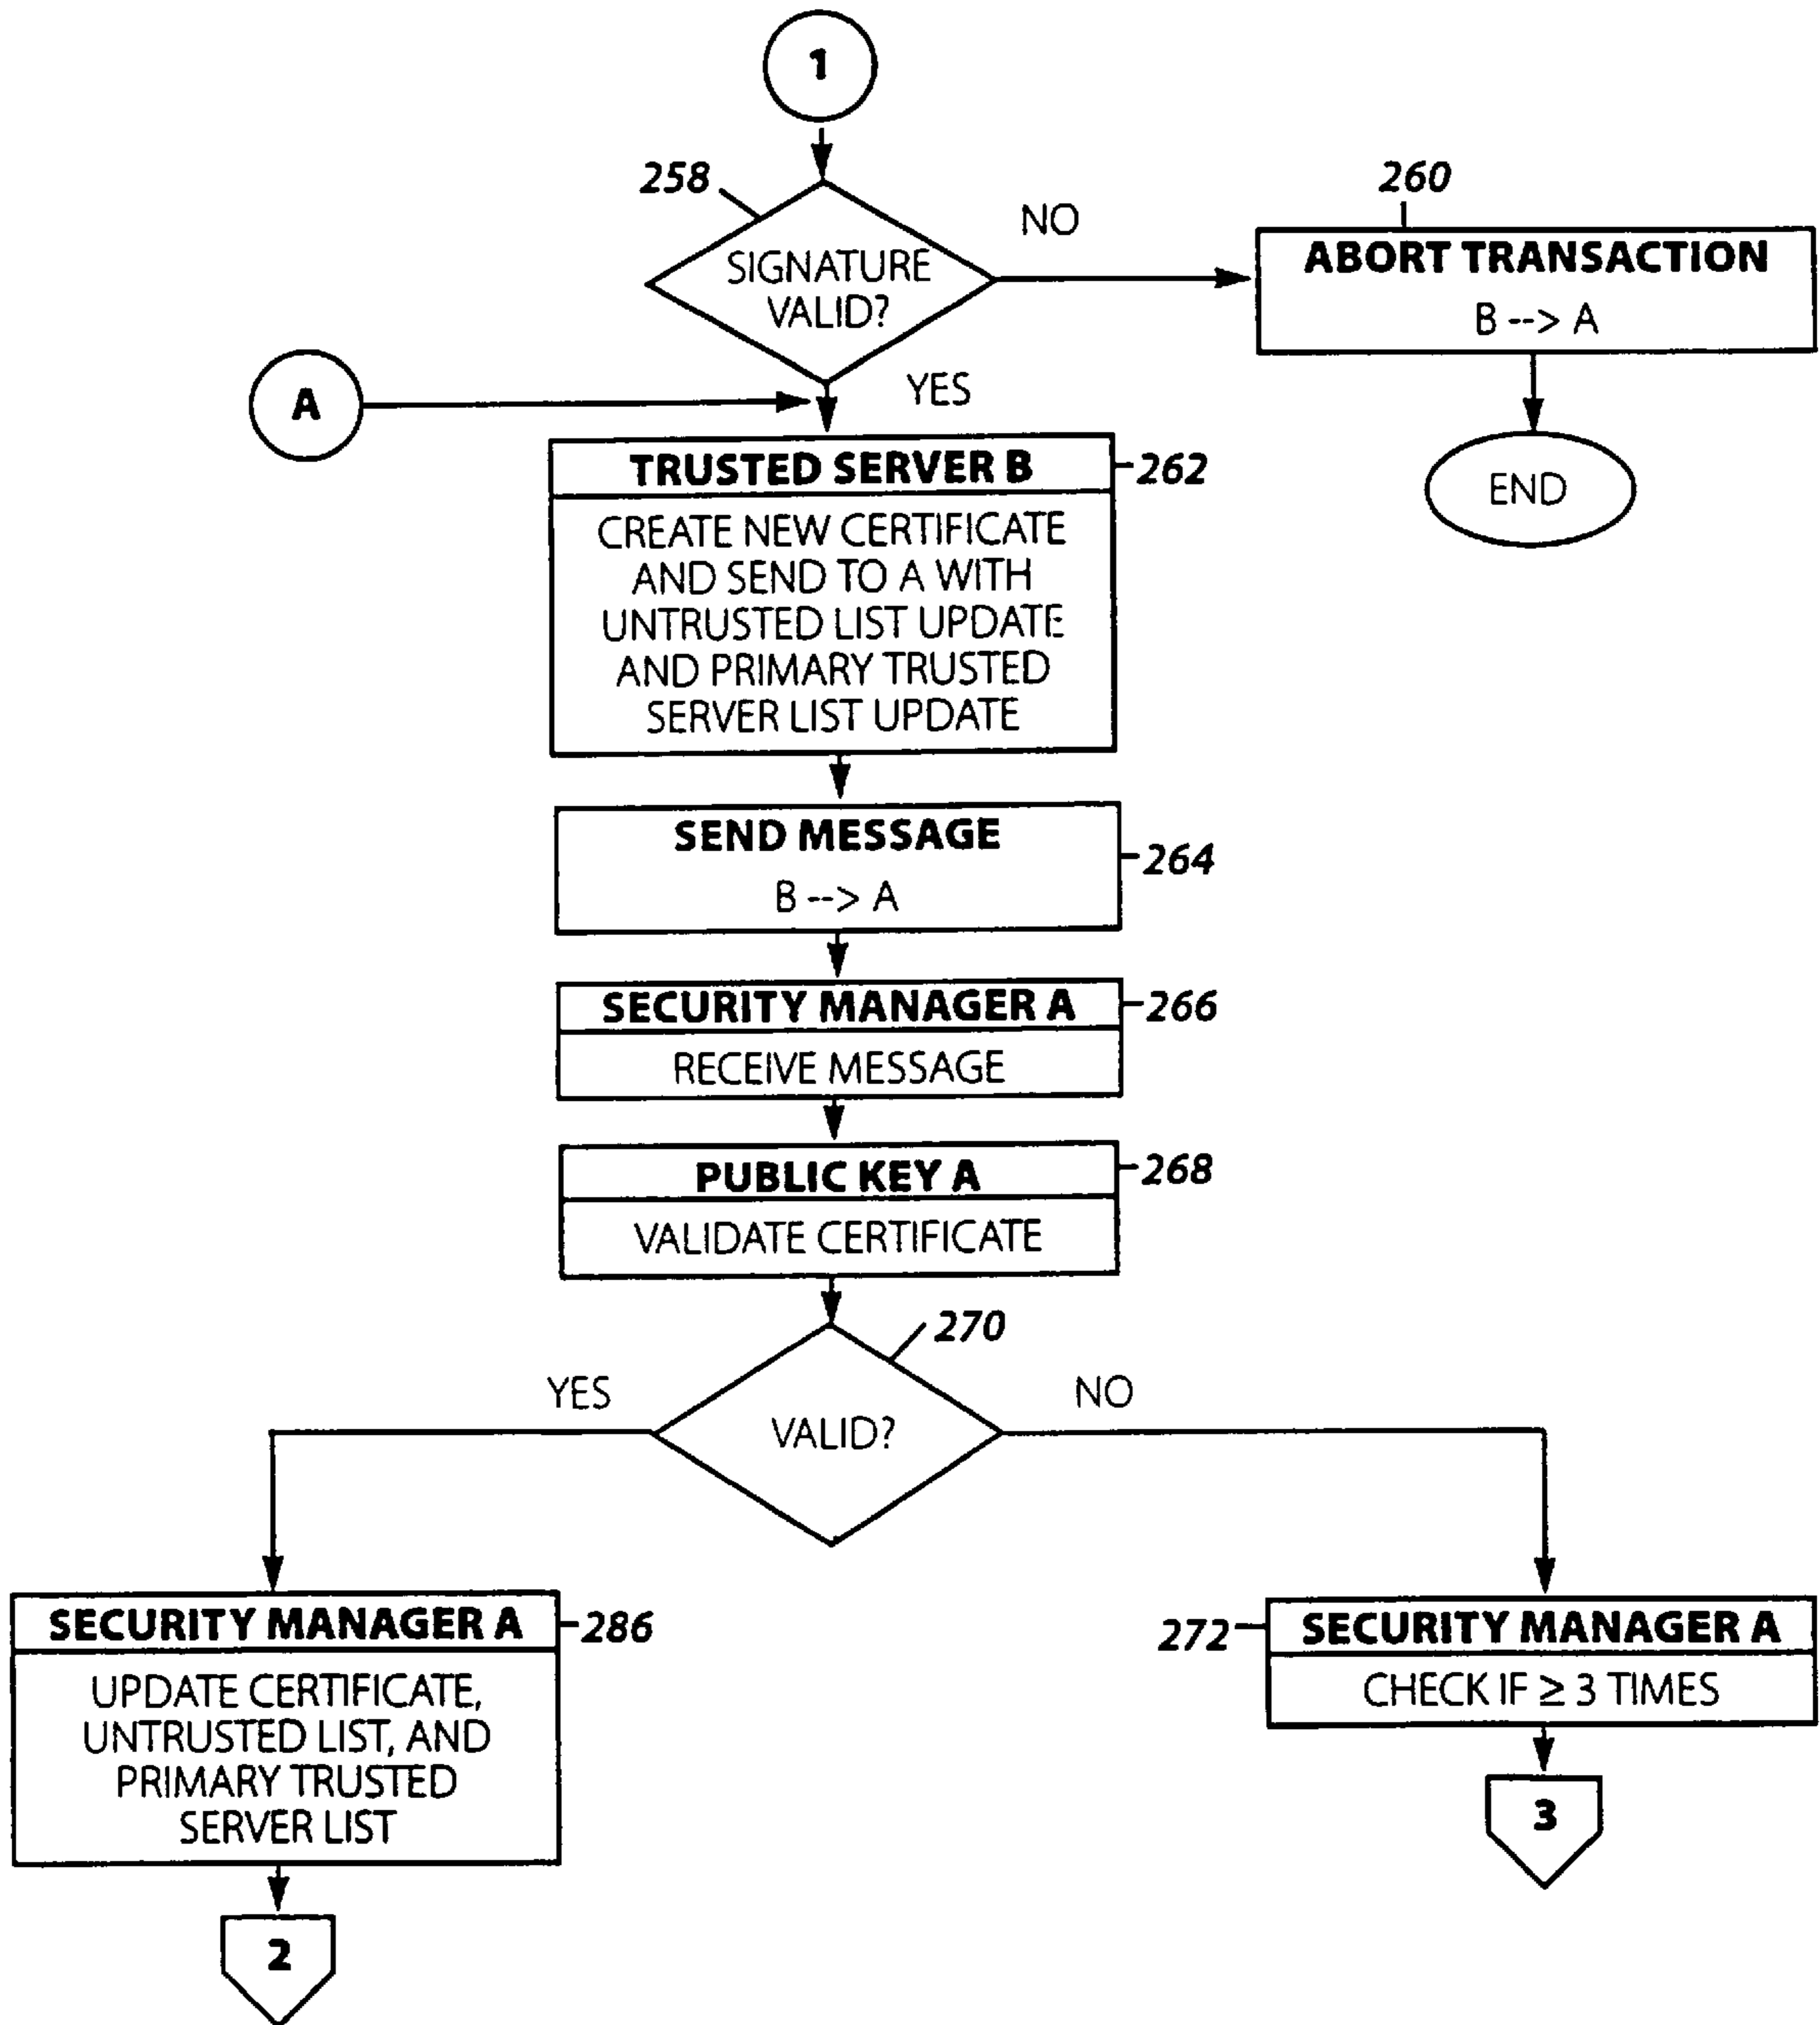 1
258
260
NO
SIGNATURE
VALID?
ABORT TRANSACTION
B --> A
YES
A
END
TRUSTED SERVER B
262
CREATE NEW CERTIFICATE
AND SEND TO A WITH
UNTRUSTED LIST UPDATE
AND PRIMARY TRUSTED
SERVER LIST UPDATE
SEND MESSAGE
264
B --> A
SECURITY MANAGER A
266
RECEIVE MESSAGE
PUBLIC KEY A
268
VALIDATE CERTIFICATE
270
YES
NO
VALID?
SECURITY MANAGER A
286
UPDATE CERTIFICATE,
UNTRUSTED LIST, AND
PRIMARY TRUSTED
SERVER LIST
2
272
SECURITY MANAGER A
CHECK IF ≥ 3 TIMES
3